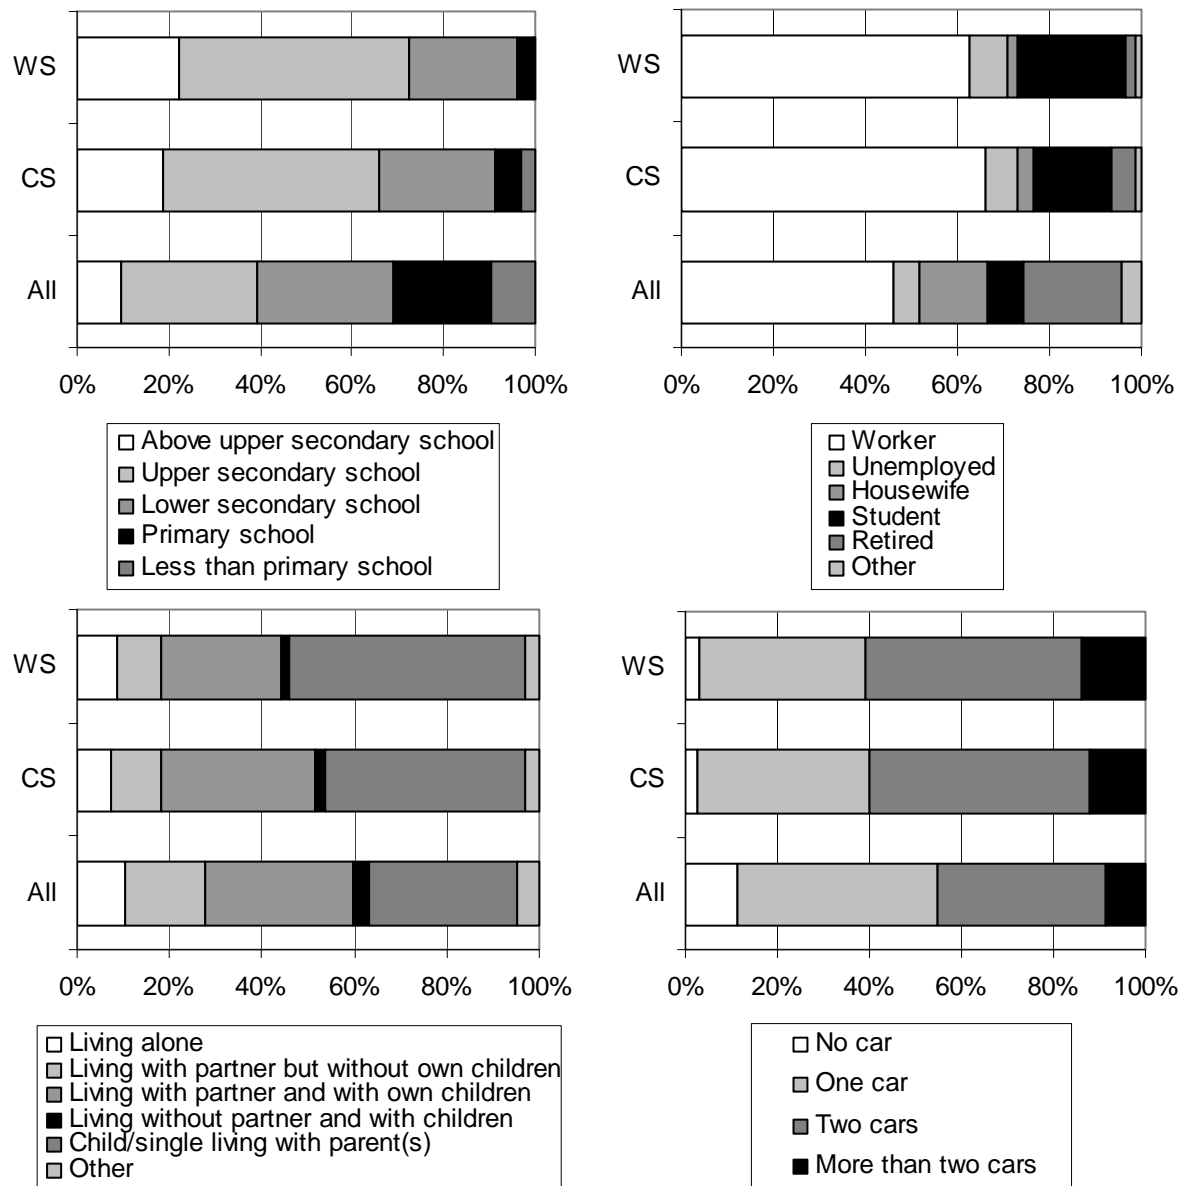 WS
CS
All
0% 20% 40% 60% 80% 100%
Above upper secondary school
Upper secondary school
Lower secondary school
Primary school
Less than primary school
WS
CS
All
0% 20% 40% 60% 80% 100%
Worker
Unemployed
Housewife
Student
Retired
Other
WS
CS
All
0% 20% 40% 60% 80% 100%
Living alone
Living with partner but without own children
Living with partner and with own children
Living without partner and with children
Child/single living with parent(s)
Other
WS
CS
All
0% 20% 40% 60% 80% 100%
No car
One car
Two cars
More than two cars